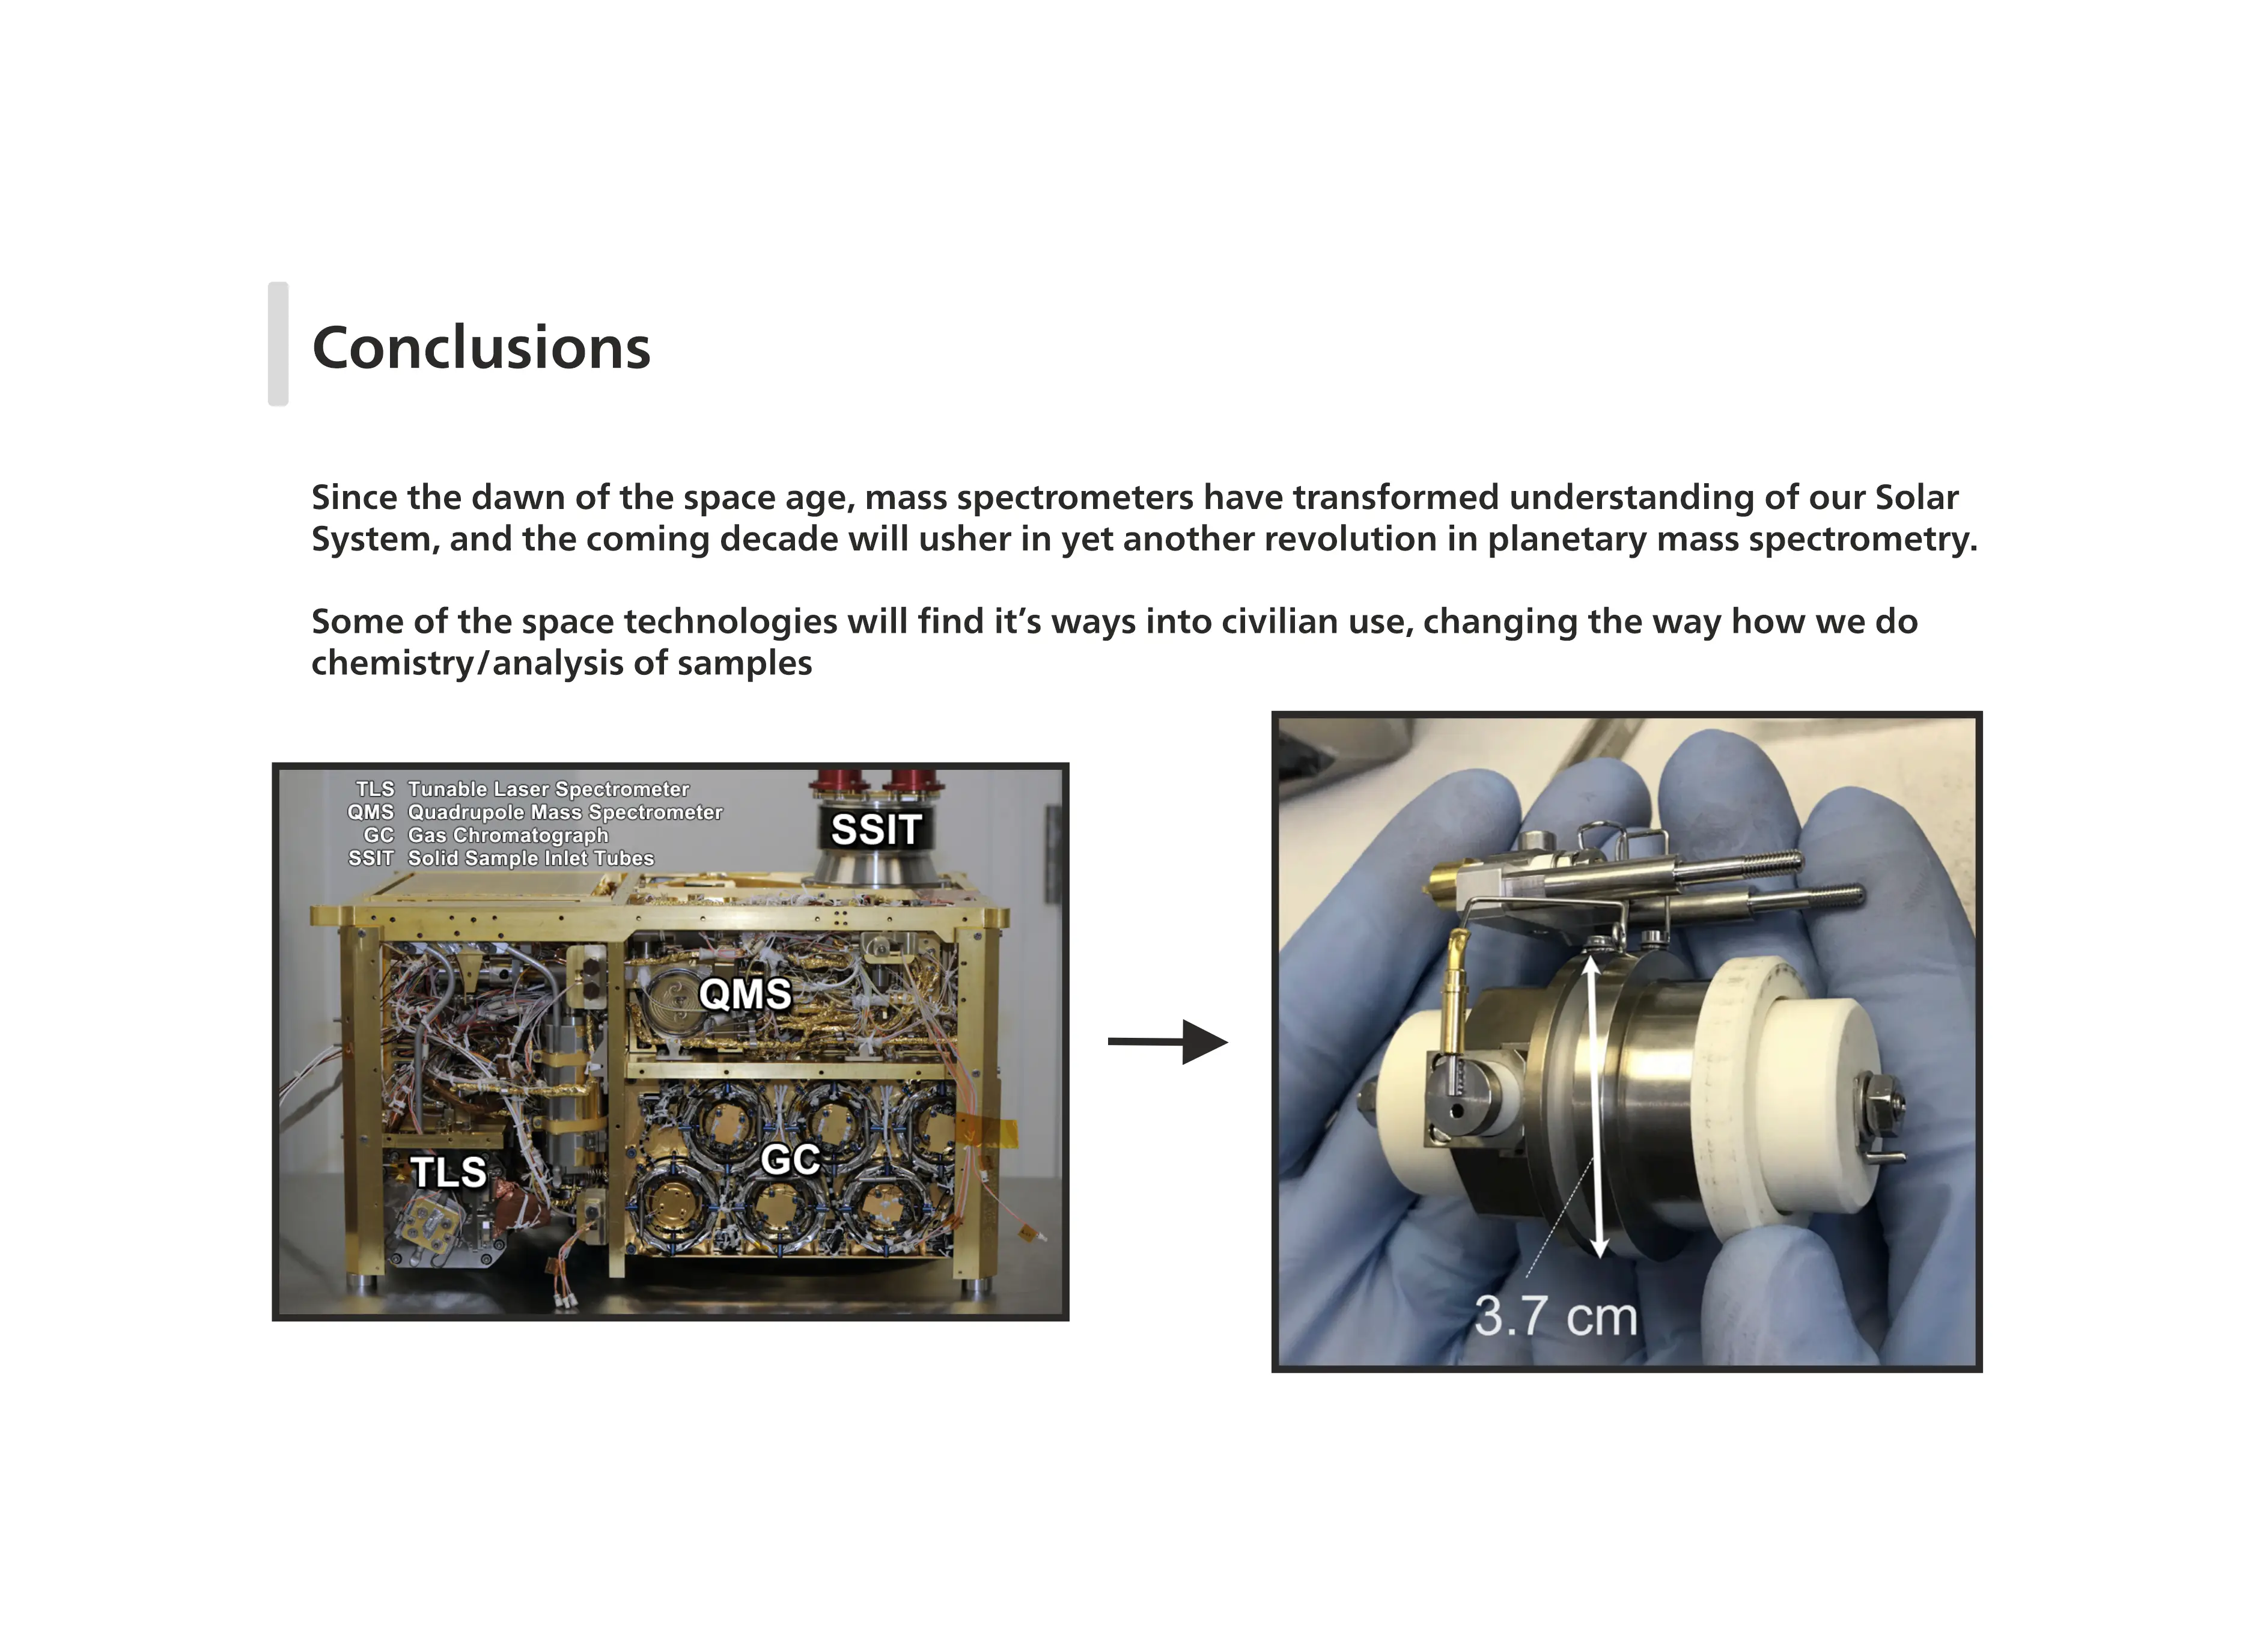 Conclusions
Since the dawn of the space age, mass spectrometers have transformed understanding of our Solar
System, and the coming decade will usher in yet another revolution in planetary mass spectrometry.
Some of the space technologies will find it’s ways into civilian use, changing the way how we do
chemistry/analysis of samples
TLS Tunable Laser Spectrometer
QMS Quadrupole Mass Spectrometer
GC Gas Chromatograph
SSIT Solid Sample Inlet Tubes
SSIT
QMS
GC
TLS
3.7 cm